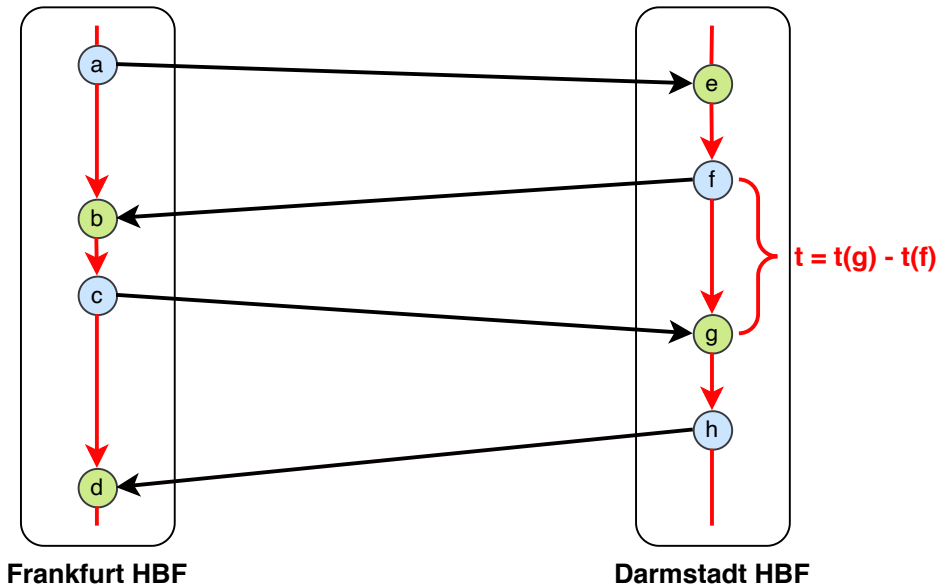 a
e
f
b
t = t(g) - t(f)
c
g
h
d
Frankfurt HBF
Darmstadt HBF